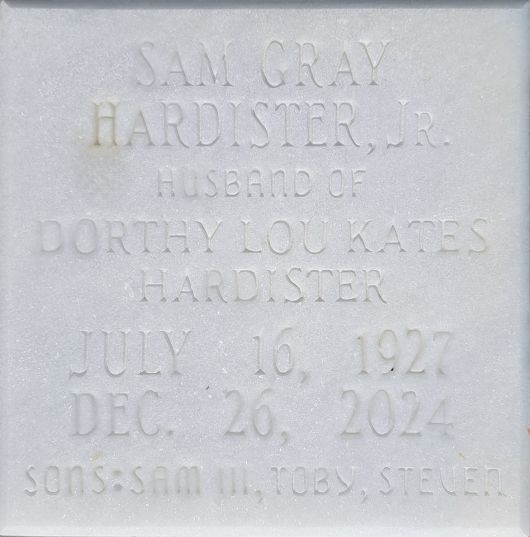 SAM GRAY
HARDISTER, JR.
HUSBAND OF
DORTHY LOU KATES
HARDISTER
JULY 16, 1927
DEC. 26, 2024
SONS: SAM III, TOBY, STEVEN